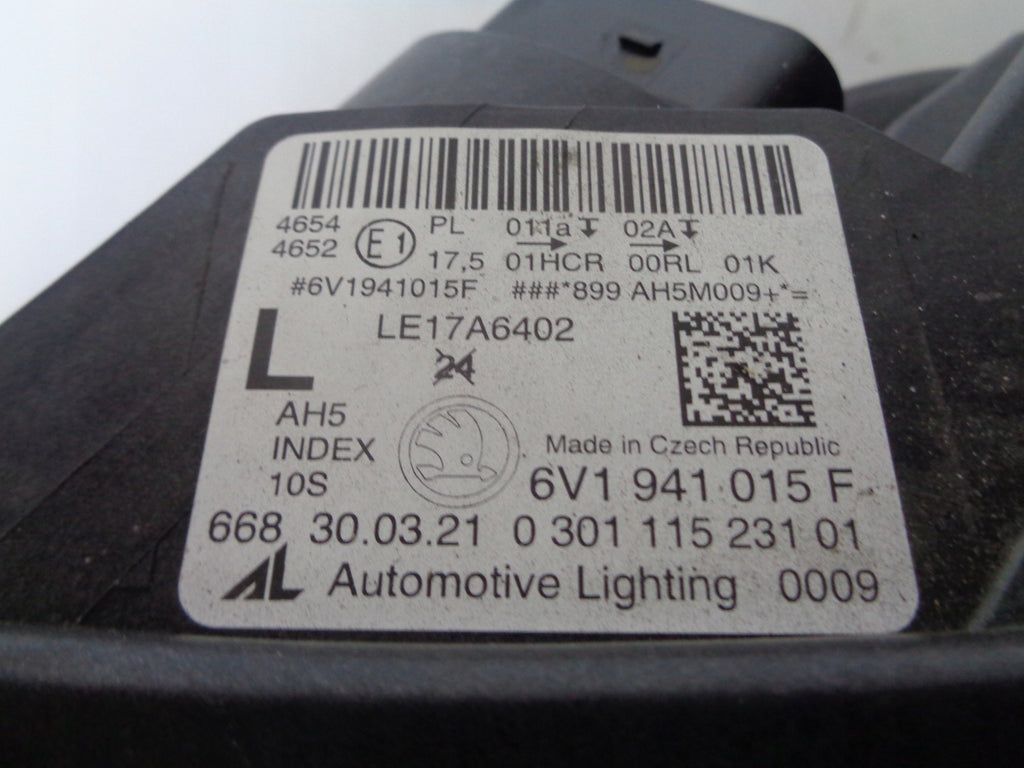 4654 E1 PL 011a 02A
4652 17,5 01HCR 00RL 01K
#6V1941015F ###*899 AH5M009+*=
L LE17A6402
24
AH5
INDEX
10S
Made in Czech Republic
6V1 941 015 F
668 30.03.21 0 301 115 231 01
AL Automotive Lighting 0009